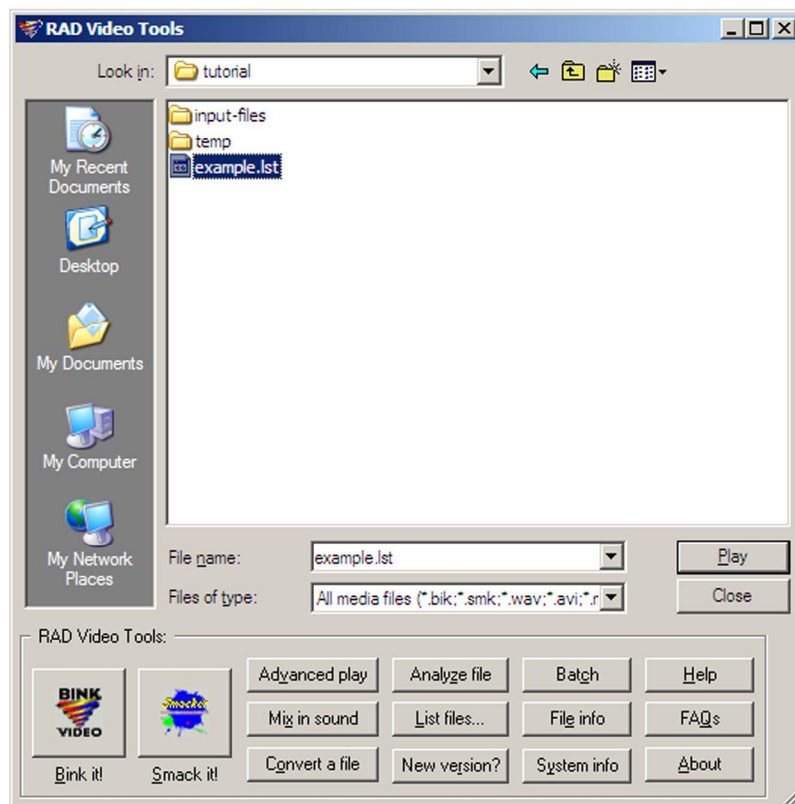 RAD Video Tools
Look in: tutorial
input-files
temp
example.lst
My Recent
Documents
Desktop
My Documents
My Computer
My Network
Places
File name: example.lst Play
Files of type: All media files (*.bik;*.smk;*.wav;*.avi;*.r Close
RAD Video Tools:
BINK
VIDEO
Bink it!
Smacker
Smack it!
Advanced play Analyze file Batch Help
Mix in sound List files... File info FAQs
Convert a file New version? System info About